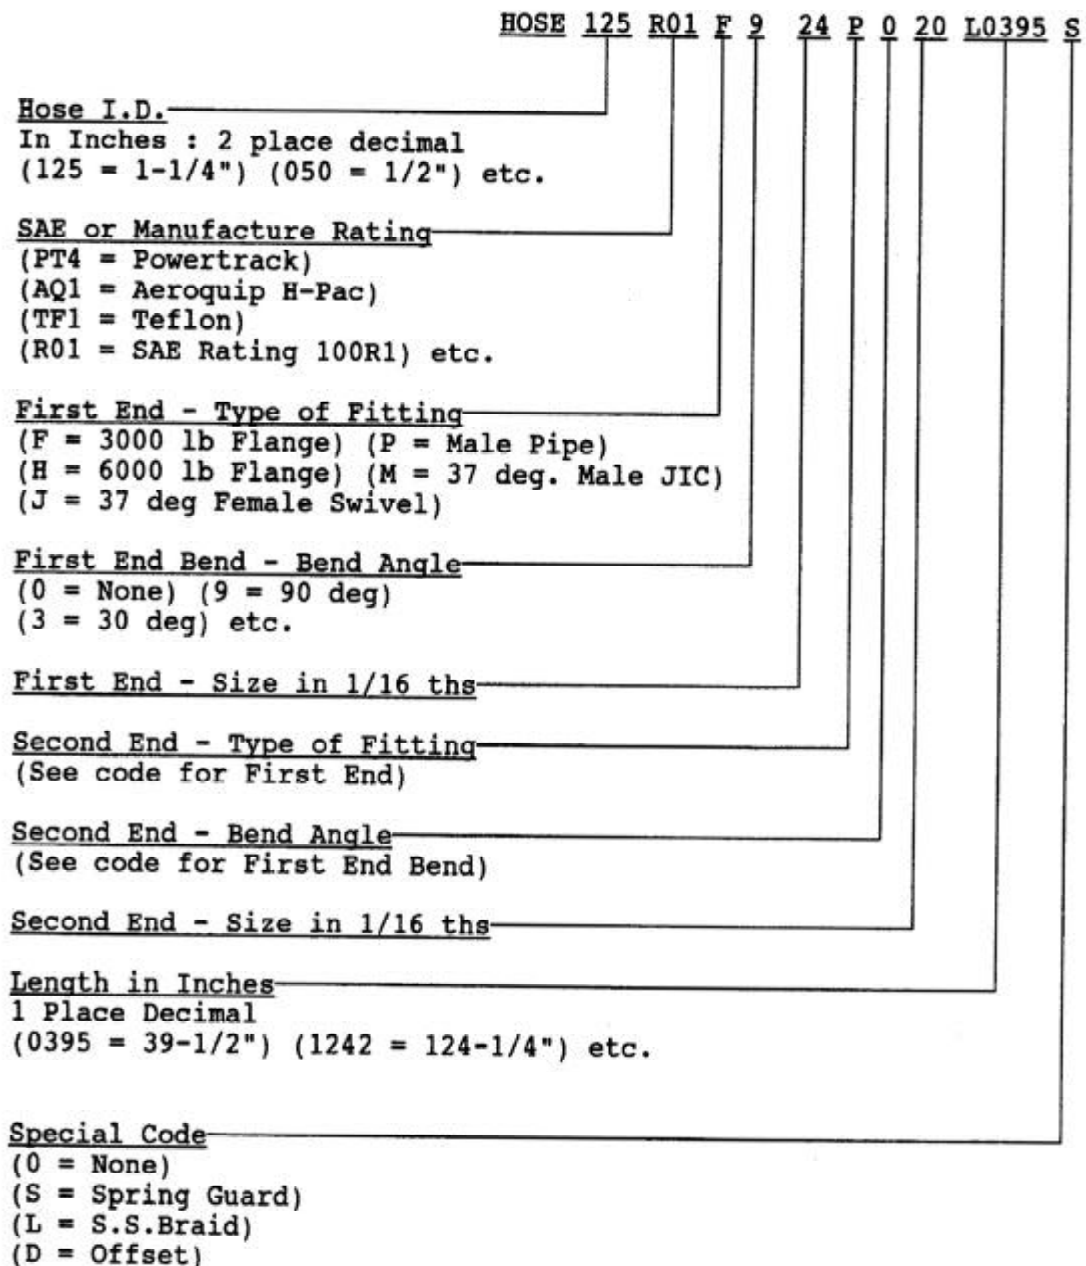 HOSE 125 R01 F 9 24 P 0 20 L0395 S
Hose I.D.
In Inches : 2 place decimal
(125 = 1-1/4") (050 = 1/2") etc.
SAE or Manufacture Rating
(PT4 = Powertrack)
(AQ1 = Aeroquip H-Pac)
(TF1 = Teflon)
(R01 = SAE Rating 100R1) etc.
First End - Type of Fitting
(F = 3000 lb Flange) (P = Male Pipe)
(H = 6000 lb Flange) (M = 37 deg. Male JIC)
(J = 37 deg Female Swivel)
First End Bend - Bend Angle
(0 = None) (9 = 90 deg)
(3 = 30 deg) etc.
First End - Size in 1/16 ths
Second End - Type of Fitting
(See code for First End)
Second End - Bend Angle
(See code for First End Bend)
Second End - Size in 1/16 ths
Length in Inches
1 Place Decimal
(0395 = 39-1/2") (1242 = 124-1/4") etc.
Special Code
(0 = None)
(S = Spring Guard)
(L = S.S.Braid)
(D = Offset)